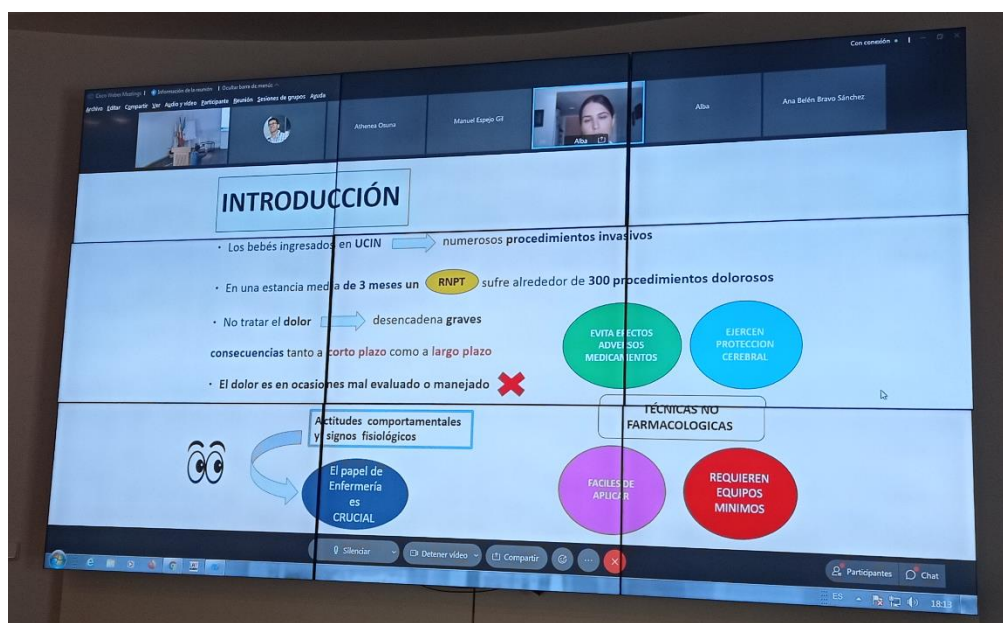 Con conexión
Cisco Webex Meetings | Información de la reunión | Ocultar barra de menús
Archivo Editar Compartir Ver Audio y vídeo Participante Reunión Sesiones de grupos Ayuda
Athenea Osuna
Manuel Espejo Gil
Alba
Alba
Ana Belén Bravo Sánchez
INTRODUCCIÓN
· Los bebés ingresados en UCIN numerosos procedimientos invasivos
· En una estancia media de 3 meses un RNPT sufre alrededor de 300 procedimientos dolorosos
· No tratar el dolor desencadena graves
consecuencias tanto a corto plazo como a largo plazo
· El dolor es en ocasiones mal evaluado o manejado
EVITA EFECTOS
ADVERSOS
MEDICAMENTOS
EJERCEN
PROTECCION
CEREBRAL
TÉCNICAS NO
FARMACOLOGICAS
Actitudes comportamentales
y signos fisiológicos
El papel de
Enfermería
es
CRUCIAL
FACILES DE
APLICAR
REQUIEREN
EQUIPOS
MINIMOS
Silenciar
Detener vídeo
Compartir
Participantes
Chat
ES
18:13